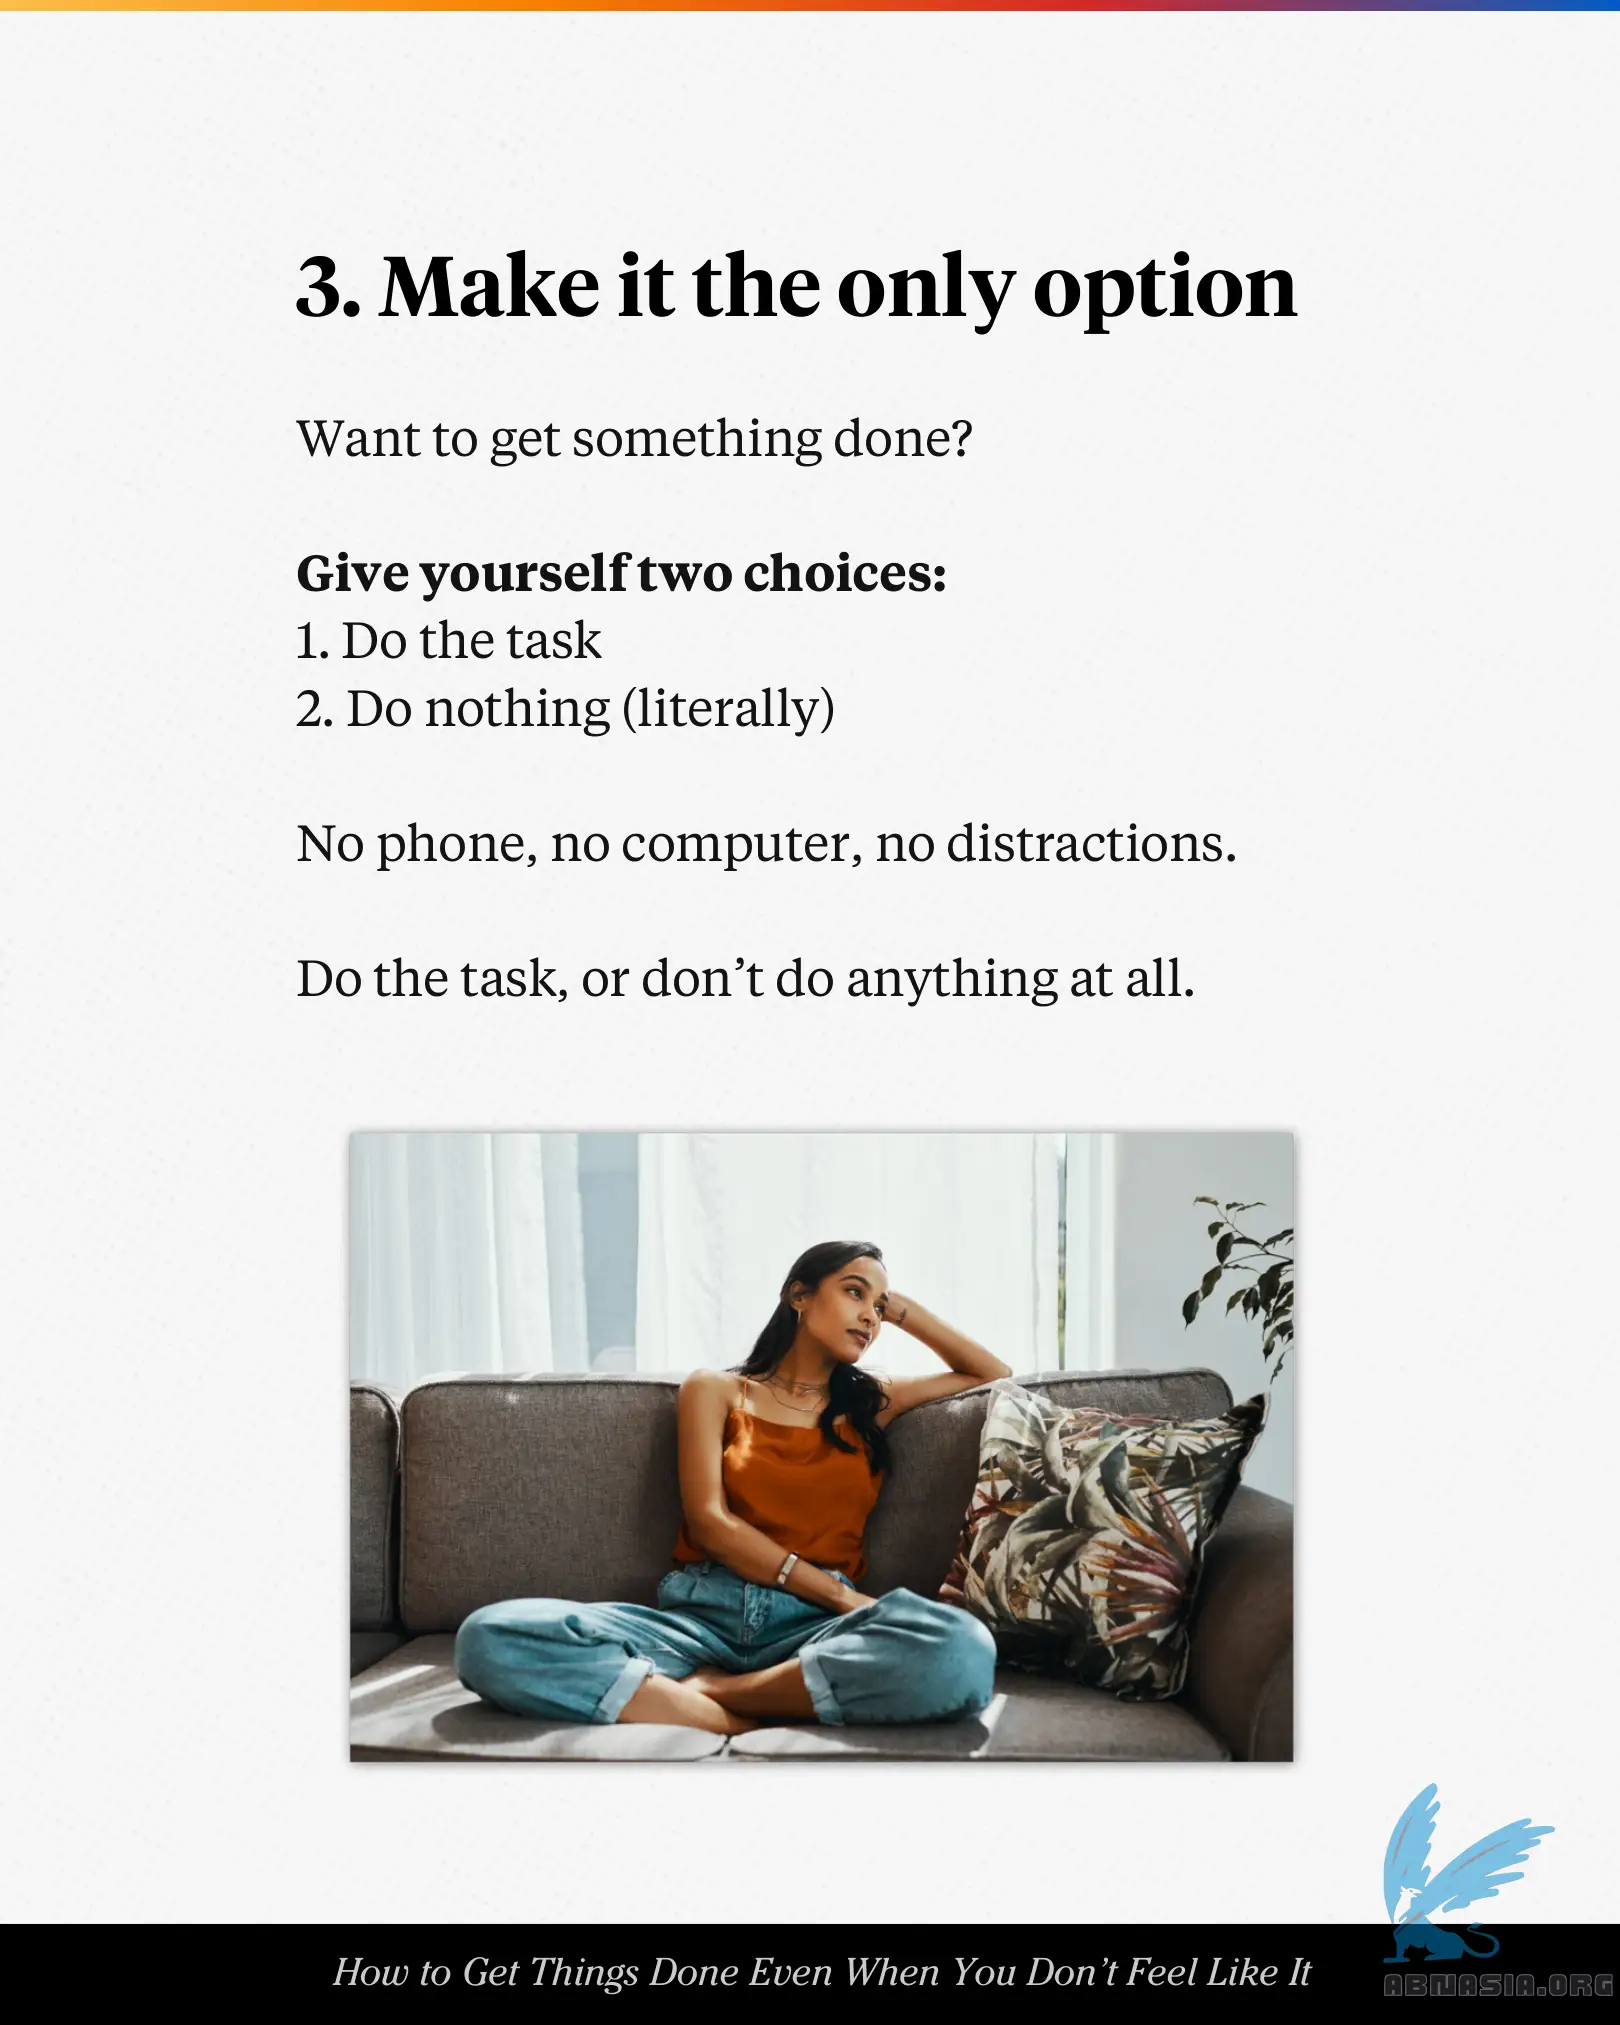 3. Make it the only option
Want to get something done?
Give yourself two choices:
1. Do the task
2. Do nothing (literally)
No phone, no computer, no distractions.
Do the task, or don’t do anything at all.
How to Get Things Done Even When You Don’t Feel Like It
ABNASIA.ORG